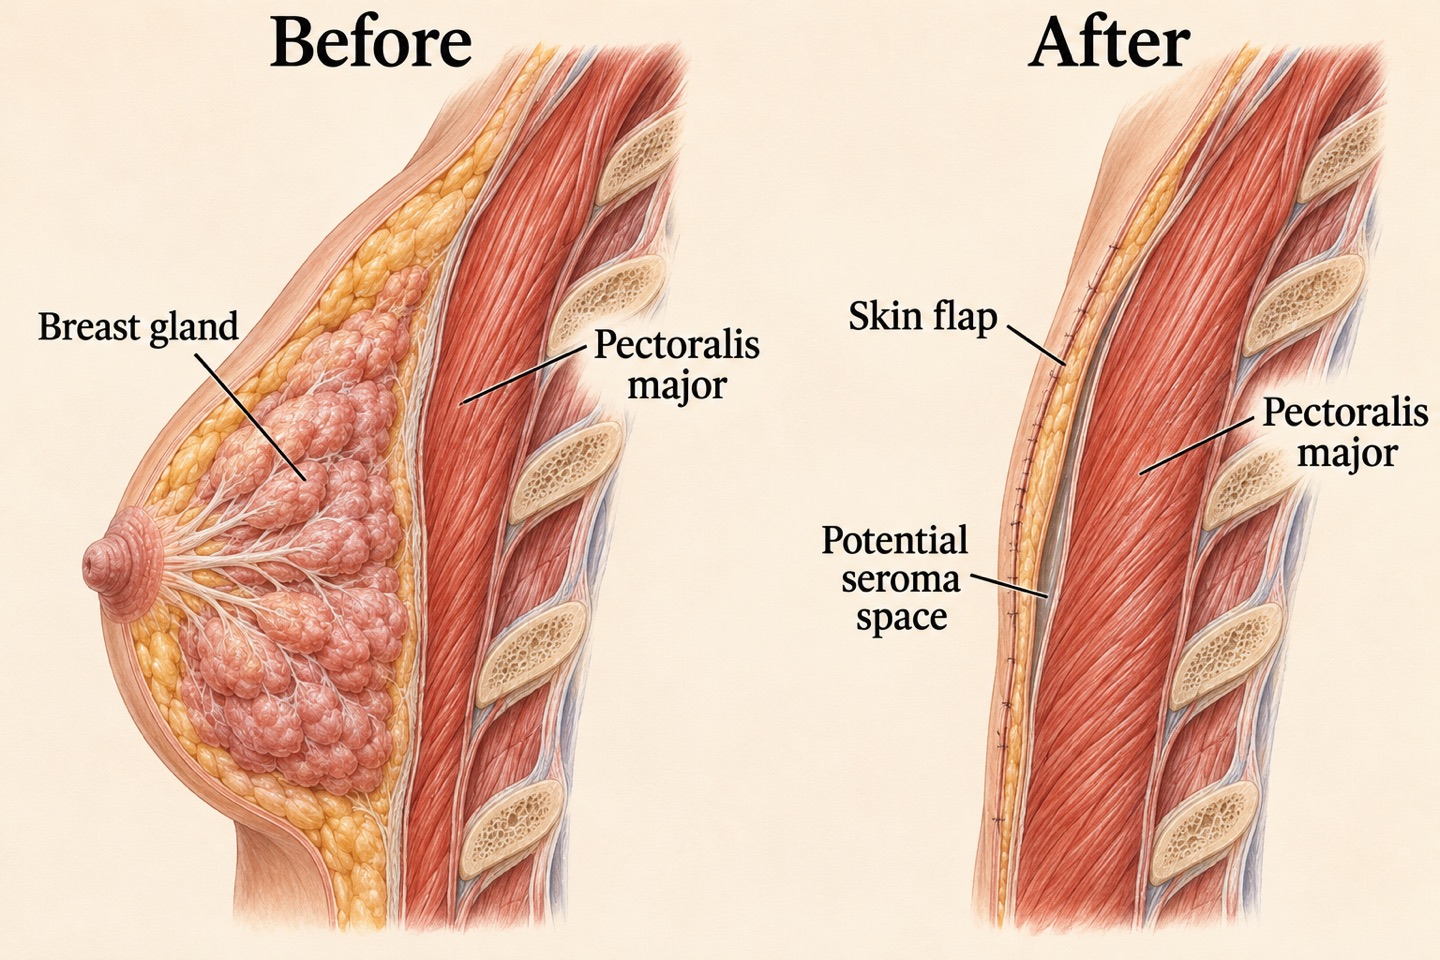 Before
Breast gland
Pectoralis
major
After
Skin flap
Pectoralis
major
Potential
seroma
space